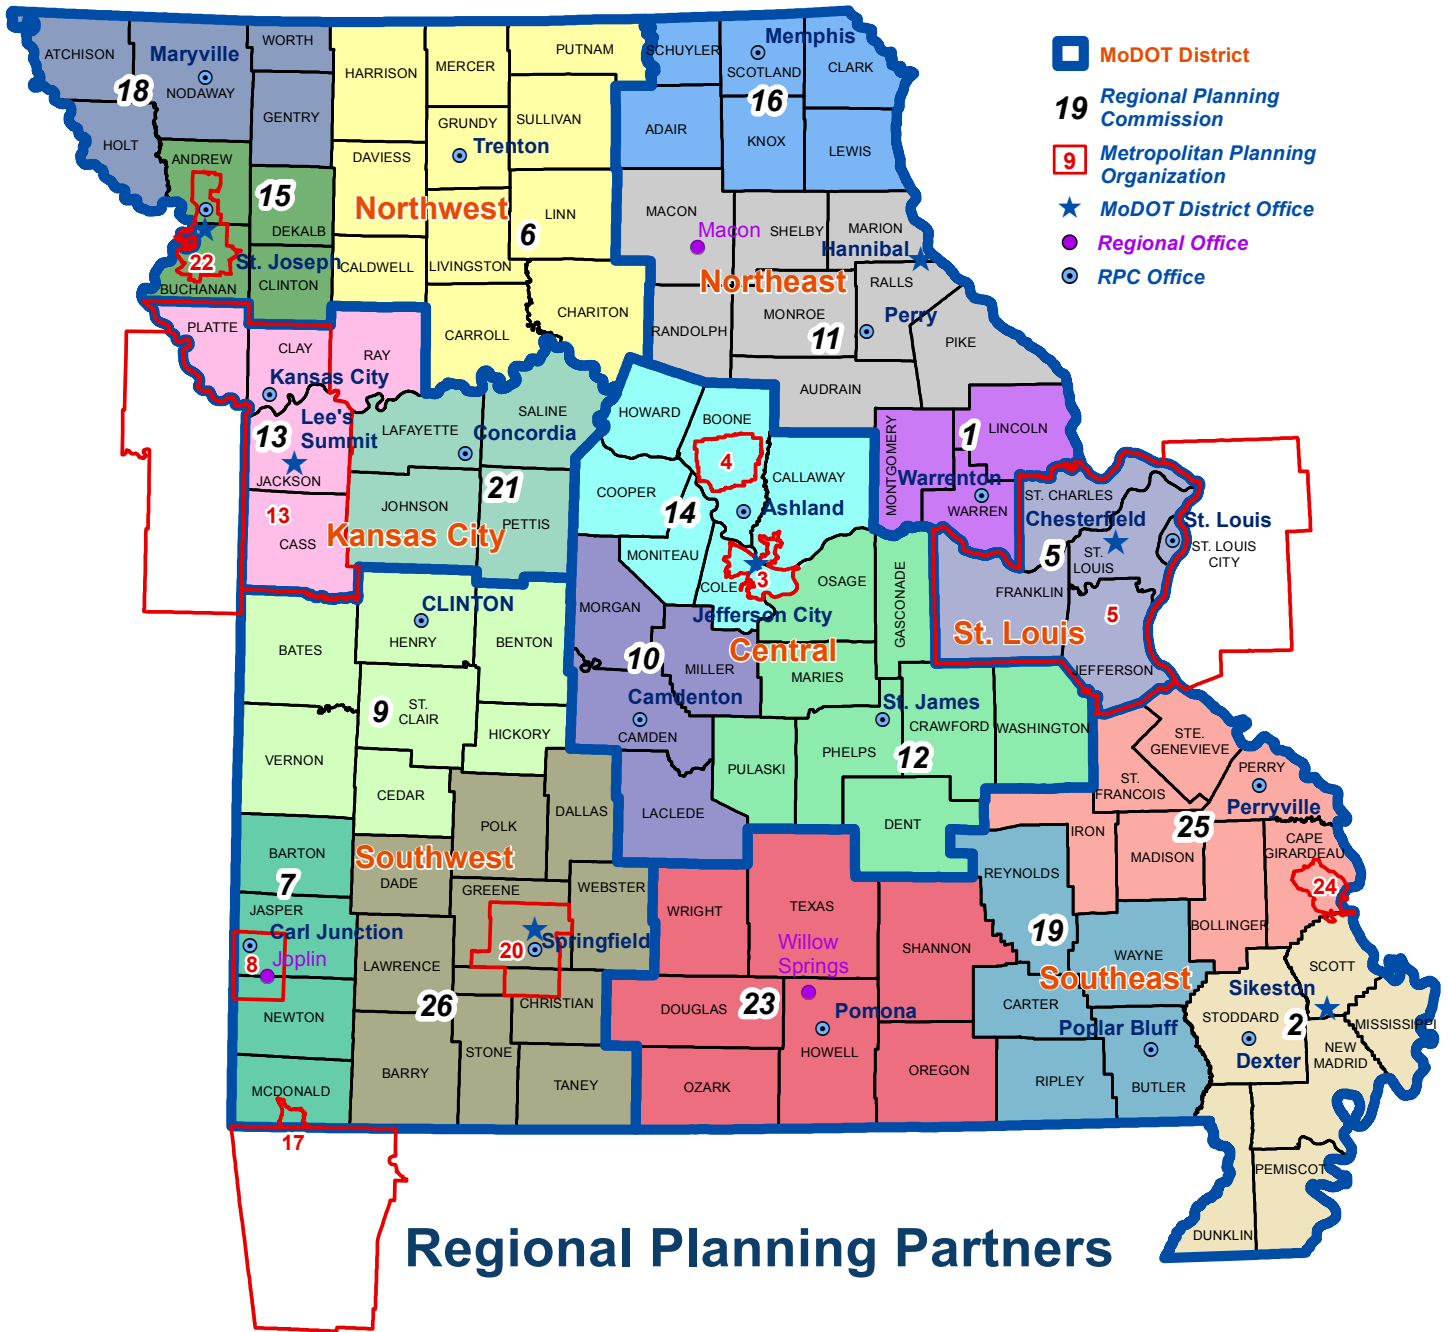 MoDOT District
19
Regional Planning
Commission
9
Metropolitan Planning
Organization
MoDOT District Office
Regional Office
RPC Office
ATCHISON
Maryville
WORTH
18
NODAWAY
HOLT
GENTRY
ANDREW
15
DEKALB
22
St. Joseph
BUCHANAN
CLINTON
HARRISON
MERCER
PUTNAM
GRUNDY
SULLIVAN
Trenton
DAVIESS
Northwest
LINN
6
CALDWELL
LIVINGSTON
CARROLL
CHARITON
SCHUYLER
Memphis
SCOTLAND
CLARK
16
ADAIR
KNOX
LEWIS
MACON
Macon
SHELBY
MARION
Hannibal
Northeast
RALLS
RANDOLPH
MONROE
11
Perry
PIKE
AUDRAIN
PLATTE
CLAY
RAY
Kansas City
13
Lee's
Summit
JACKSON
13
CASS
LAFAYETTE
SALINE
Concordia
JOHNSON
21
PETTIS
Kansas City
HOWARD
BOONE
4
CALLAWAY
COOPER
14
Ashland
MONITEAU
COLE
3
Jefferson City
MONTGOMERY
1
LINCOLN
Warrenton
WARREN
ST. CHARLES
Chesterfield
St. Louis
ST. LOUIS
CITY
5
ST.
LOUIS
FRANKLIN
5
St. Louis
JEFFERSON
OSAGE
GASCONADE
MORGAN
10
MILLER
Central
MARIES
Camdenton
CAMDEN
St. James
CRAWFORD
WASHINGTON
PHELPS
12
PULASKI
LACLEDE
DENT
CLINTON
HENRY
BENTON
BATES
9
ST.
CLAIR
HICKORY
VERNON
CEDAR
POLK
DALLAS
BARTON
Southwest
7
DADE
GREENE
WEBSTER
JASPER
Carl Junction
8
Joplin
20
Springfield
LAWRENCE
26
CHRISTIAN
NEWTON
STONE
BARRY
TANEY
MCDONALD
17
WRIGHT
TEXAS
Willow
Springs
SHANNON
DOUGLAS
23
Pomona
HOWELL
OZARK
OREGON
STE.
GENEVIEVE
ST.
FRANCOIS
PERRY
Perryville
IRON
25
MADISON
CAPE
GIRARDEAU
24
BOLLINGER
REYNOLDS
19
WAYNE
Southeast
CARTER
Poplar Bluff
RIPLEY
BUTLER
SCOTT
Sikeston
STODDARD
2
MISSISSIPPI
Dexter
NEW
MADRID
PEMISCOT
DUNKLIN
Regional Planning Partners